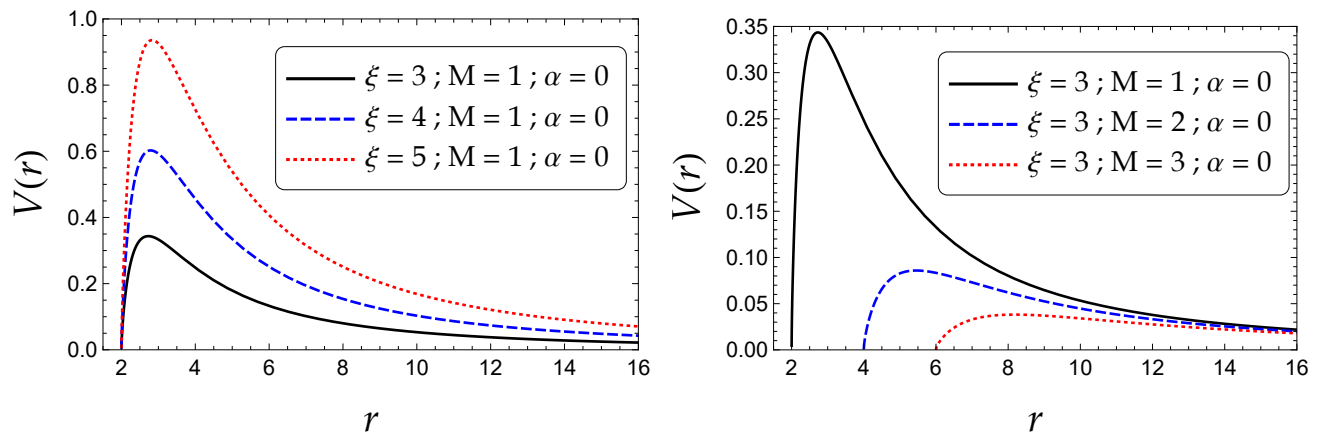 1.0
0.8
0.6
0.4
0.2
0.0
V(r)
ξ = 3 ; M = 1 ; α = 0
ξ = 4 ; M = 1 ; α = 0
ξ = 5 ; M = 1 ; α = 0
2 4 6 8 10 12 14 16
r
0.35
0.30
0.25
0.20
0.15
0.10
0.05
0.00
V(r)
ξ = 3 ; M = 1 ; α = 0
ξ = 3 ; M = 2 ; α = 0
ξ = 3 ; M = 3 ; α = 0
2 4 6 8 10 12 14 16
r